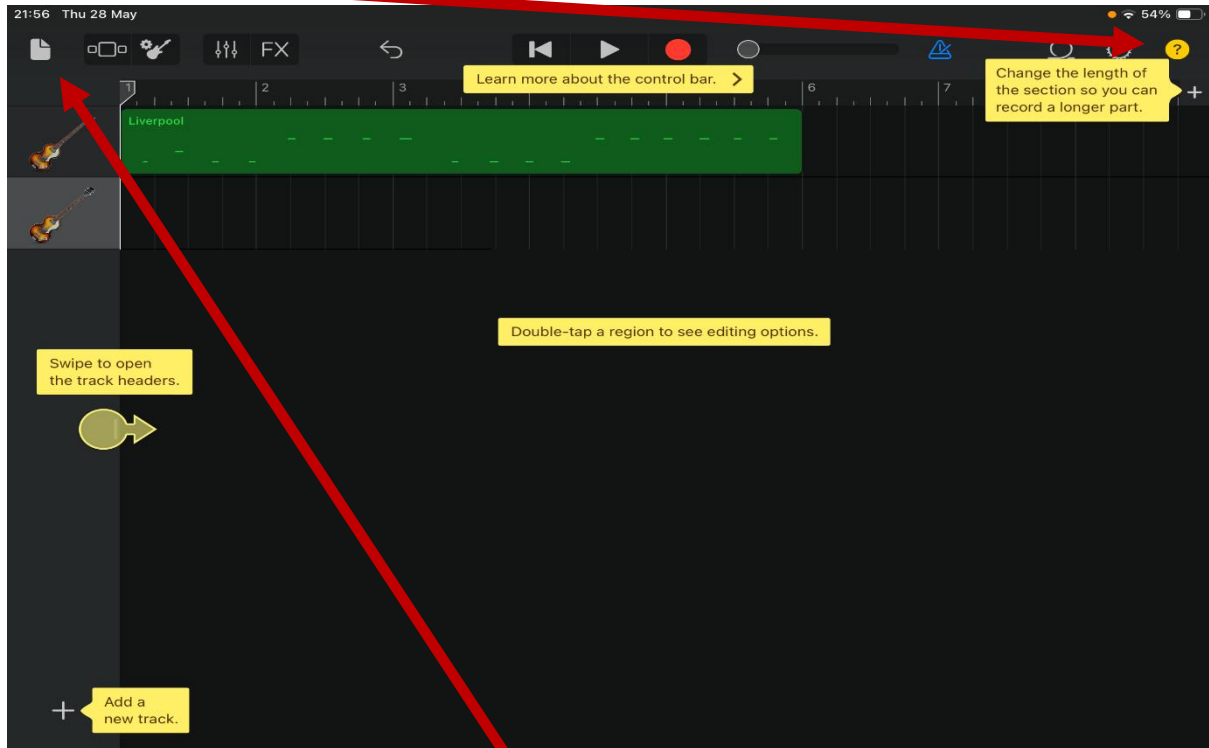 21:56 Thu 28 May
54%
FX
?
Learn more about the control bar.
Change the length of
the section so you can
record a longer part.
1 2 3 6 7
Liverpool
Double-tap a region to see editing options.
Swipe to open
the track headers.
Add a
new track.